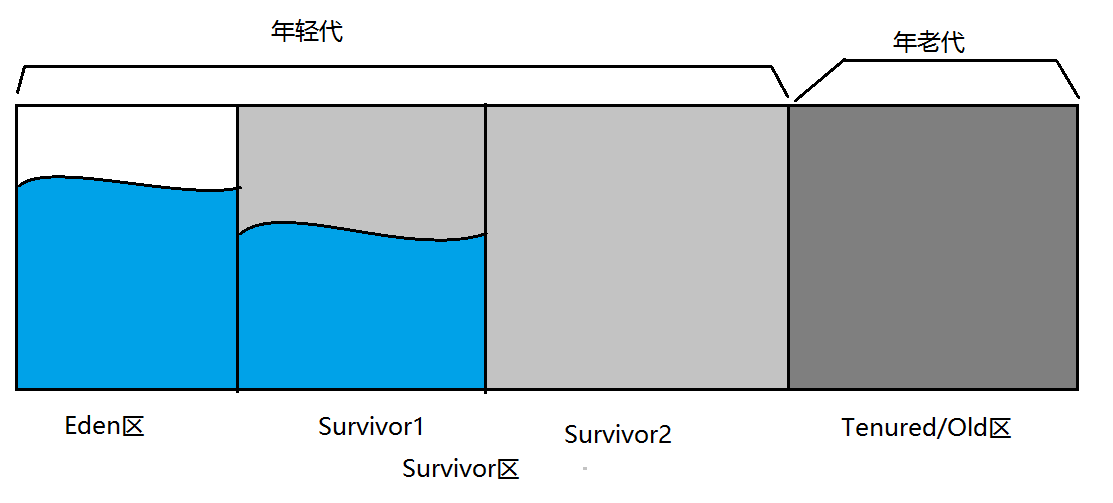 年轻代
年老代
Eden区
Survivor1
Survivor2
Tenured/Old区
Survivor区